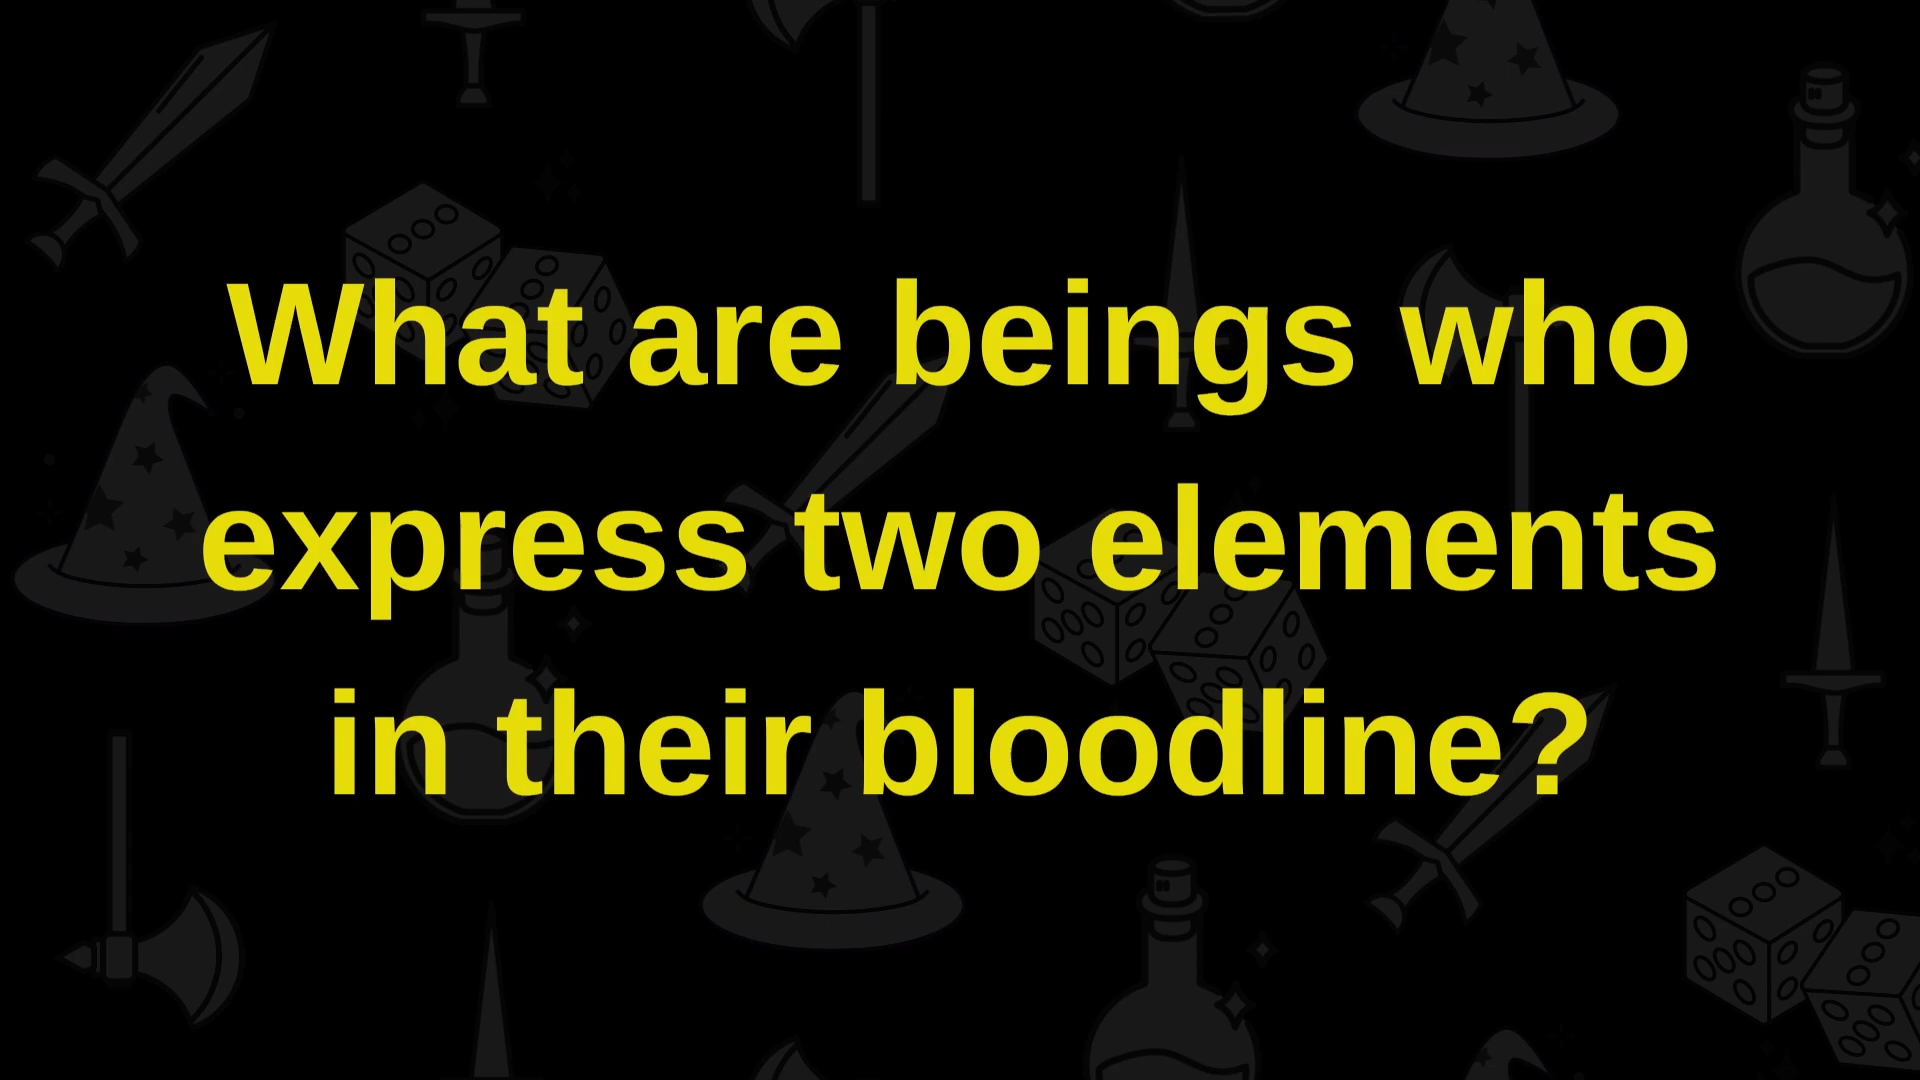 What are beings who
express two elements
in their bloodline?